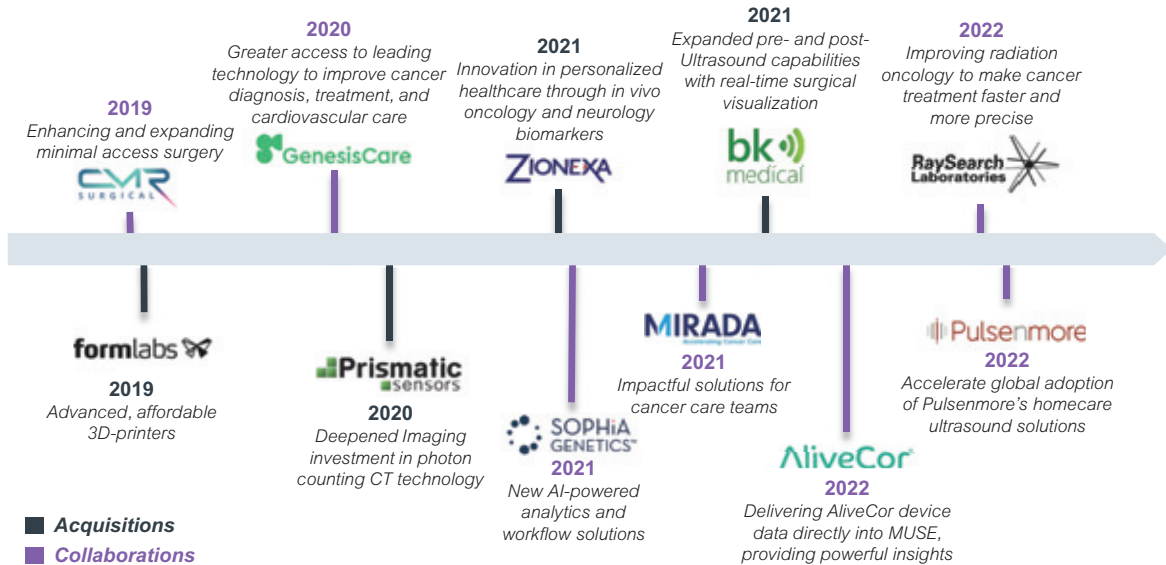 2019
Enhancing and expanding
minimal access surgery
CMR
SURGICAL
2020
Greater access to leading
technology to improve cancer
diagnosis, treatment, and
cardiovascular care
GenesisCare
2021
Innovation in personalized
healthcare through in vivo
oncology and neurology
biomarkers
ZIONEXA
2021
Expanded pre- and post-
Ultrasound capabilities
with real-time surgical
visualization
bk
medical
2022
Improving radiation
oncology to make cancer
treatment faster and
more precise
RaySearch
Laboratories
formlabs
2019
Advanced, affordable
3D-printers
Prismatic
sensors
2020
Deepened Imaging
investment in photon
counting CT technology
SOPHiA
GENETICS™
2021
New AI-powered
analytics and
workflow solutions
MIRADA
Accelerating Cancer Care
2021
Impactful solutions for
cancer care teams
AliveCor
2022
Delivering AliveCor device
data directly into MUSE,
providing powerful insights
Pulsenmore
2022
Accelerate global adoption
of Pulsenmore's homecare
ultrasound solutions
Acquisitions
Collaborations